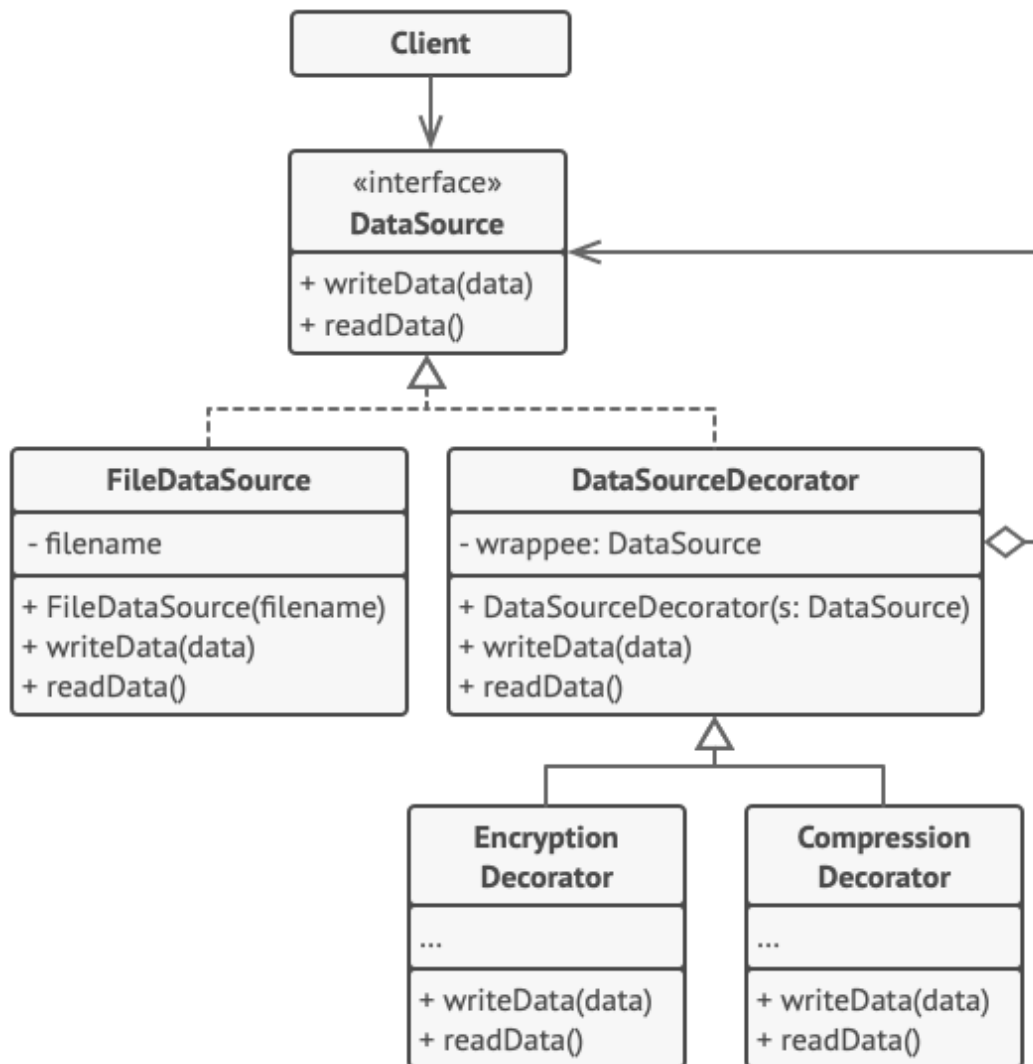 Client
«interface»
DataSource
+ writeData(data)
+ readData()
FileDataSource
- filename
+ FileDataSource(filename)
+ writeData(data)
+ readData()
DataSourceDecorator
- wrappee: DataSource
+ DataSourceDecorator(s: DataSource)
+ writeData(data)
+ readData()
Encryption
Decorator
...
+ writeData(data)
+ readData()
Compression
Decorator
...
+ writeData(data)
+ readData()